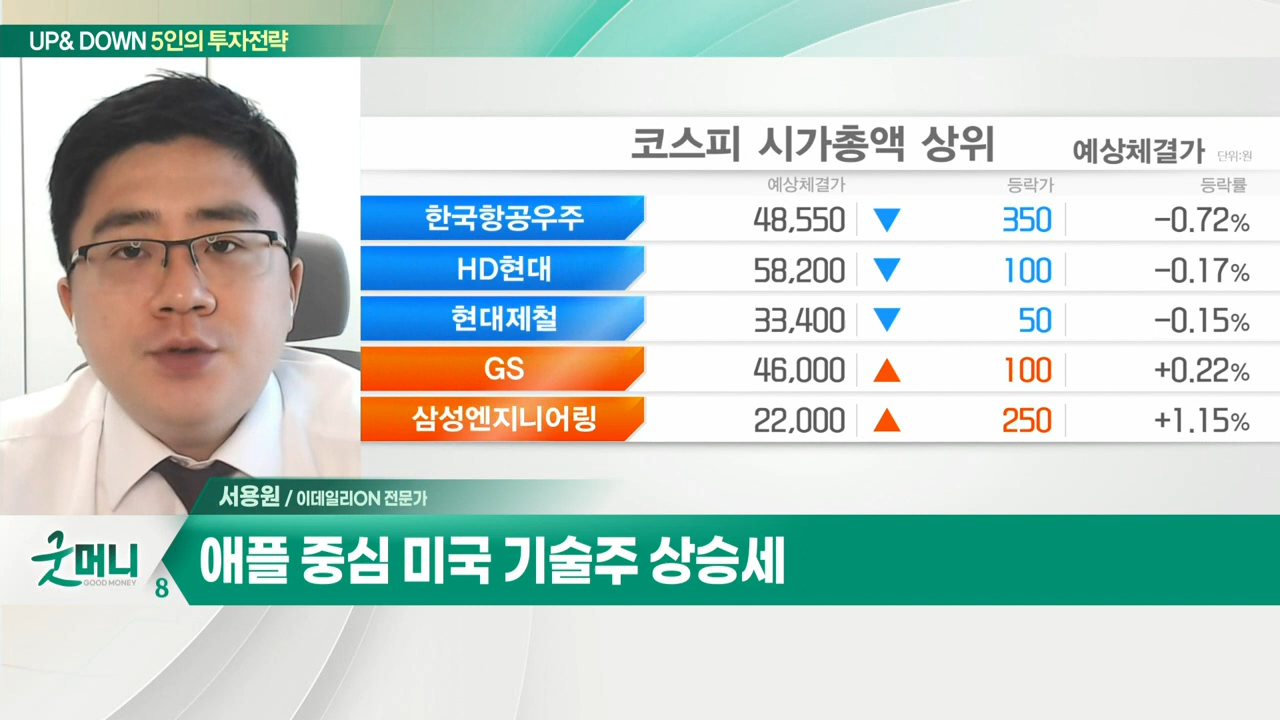 UP& DOWN 5인의 투자전략
코스피 시가총액 상위 예상체결가 단위:원
예상체결가 등락가 등락률
한국항공우주 48,550 ▼ 350 -0.72%
HD현대 58,200 ▼ 100 -0.17%
현대제철 33,400 ▼ 50 -0.15%
GS 46,000 ▲ 100 +0.22%
삼성엔지니어링 22,000 ▲ 250 +1.15%
서용원 / 이데일리ON 전문가
굿머니
GOOD MONEY
8
애플 중심 미국 기술주 상승세